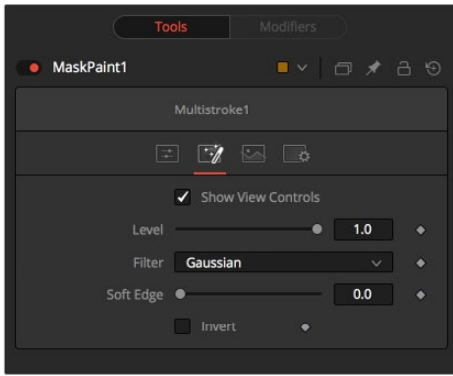 Tools Modifiers
MaskPaint1
Multistroke1
Show View Controls
Level 1.0
Filter Gaussian
Soft Edge 0.0
Invert